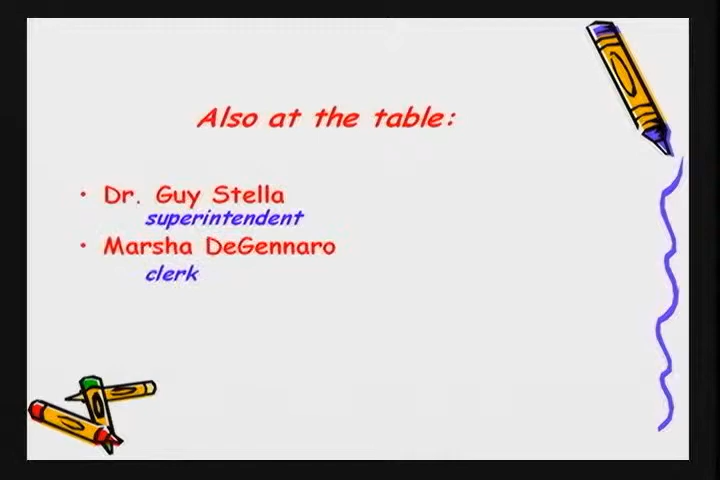 Also at the table:
• Dr. Guy Stella
superintendent
• Marsha DeGennaro
clerk